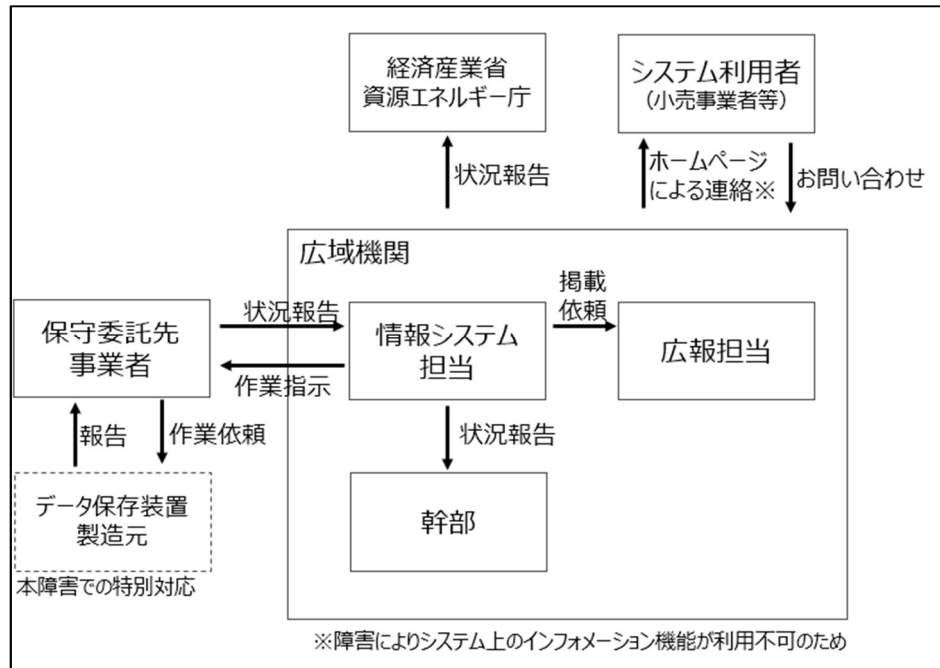 経済産業省
資源エネルギー庁
システム利用者
(小売事業者等)
状況報告
ホームページ
による連絡※
お問い合わせ
広域機関
掲載
依頼
状況報告
保守委託先
事業者
情報システム
担当
広報担当
作業指示
報告
作業依頼
状況報告
データ保存装置
製造元
幹部
本障害での特別対応
※障害によりシステム上のインフォメーション機能が利用不可のため